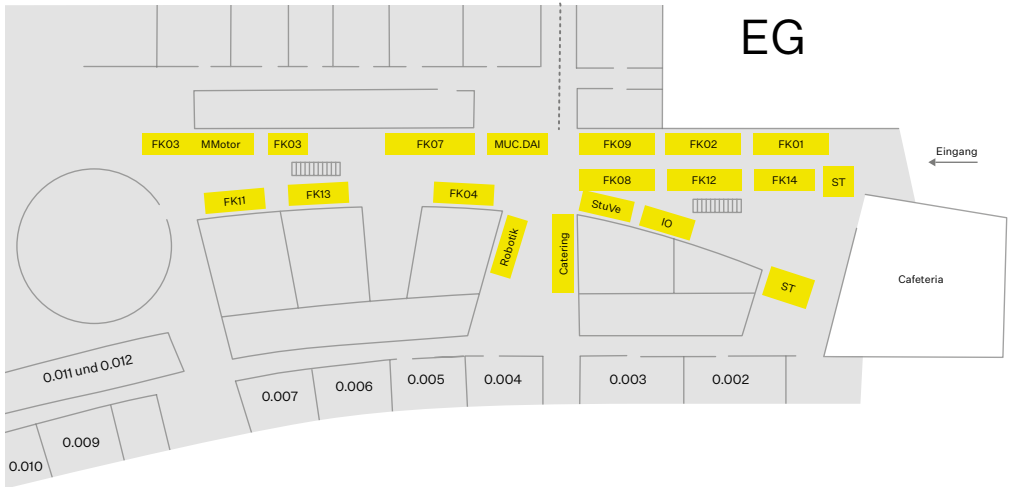 EG
FK03 MMotor
FK03
FK07
MUC.DAI
FK09
FK02
FK01
Eingang
FK11
FK13
FK04
FK08
FK12
FK14
ST
StuVe
IO
Robotik
Catering
ST
Cafeteria
0.011 und 0.012
0.007
0.006
0.005
0.004
0.003
0.002
0.009
0.010